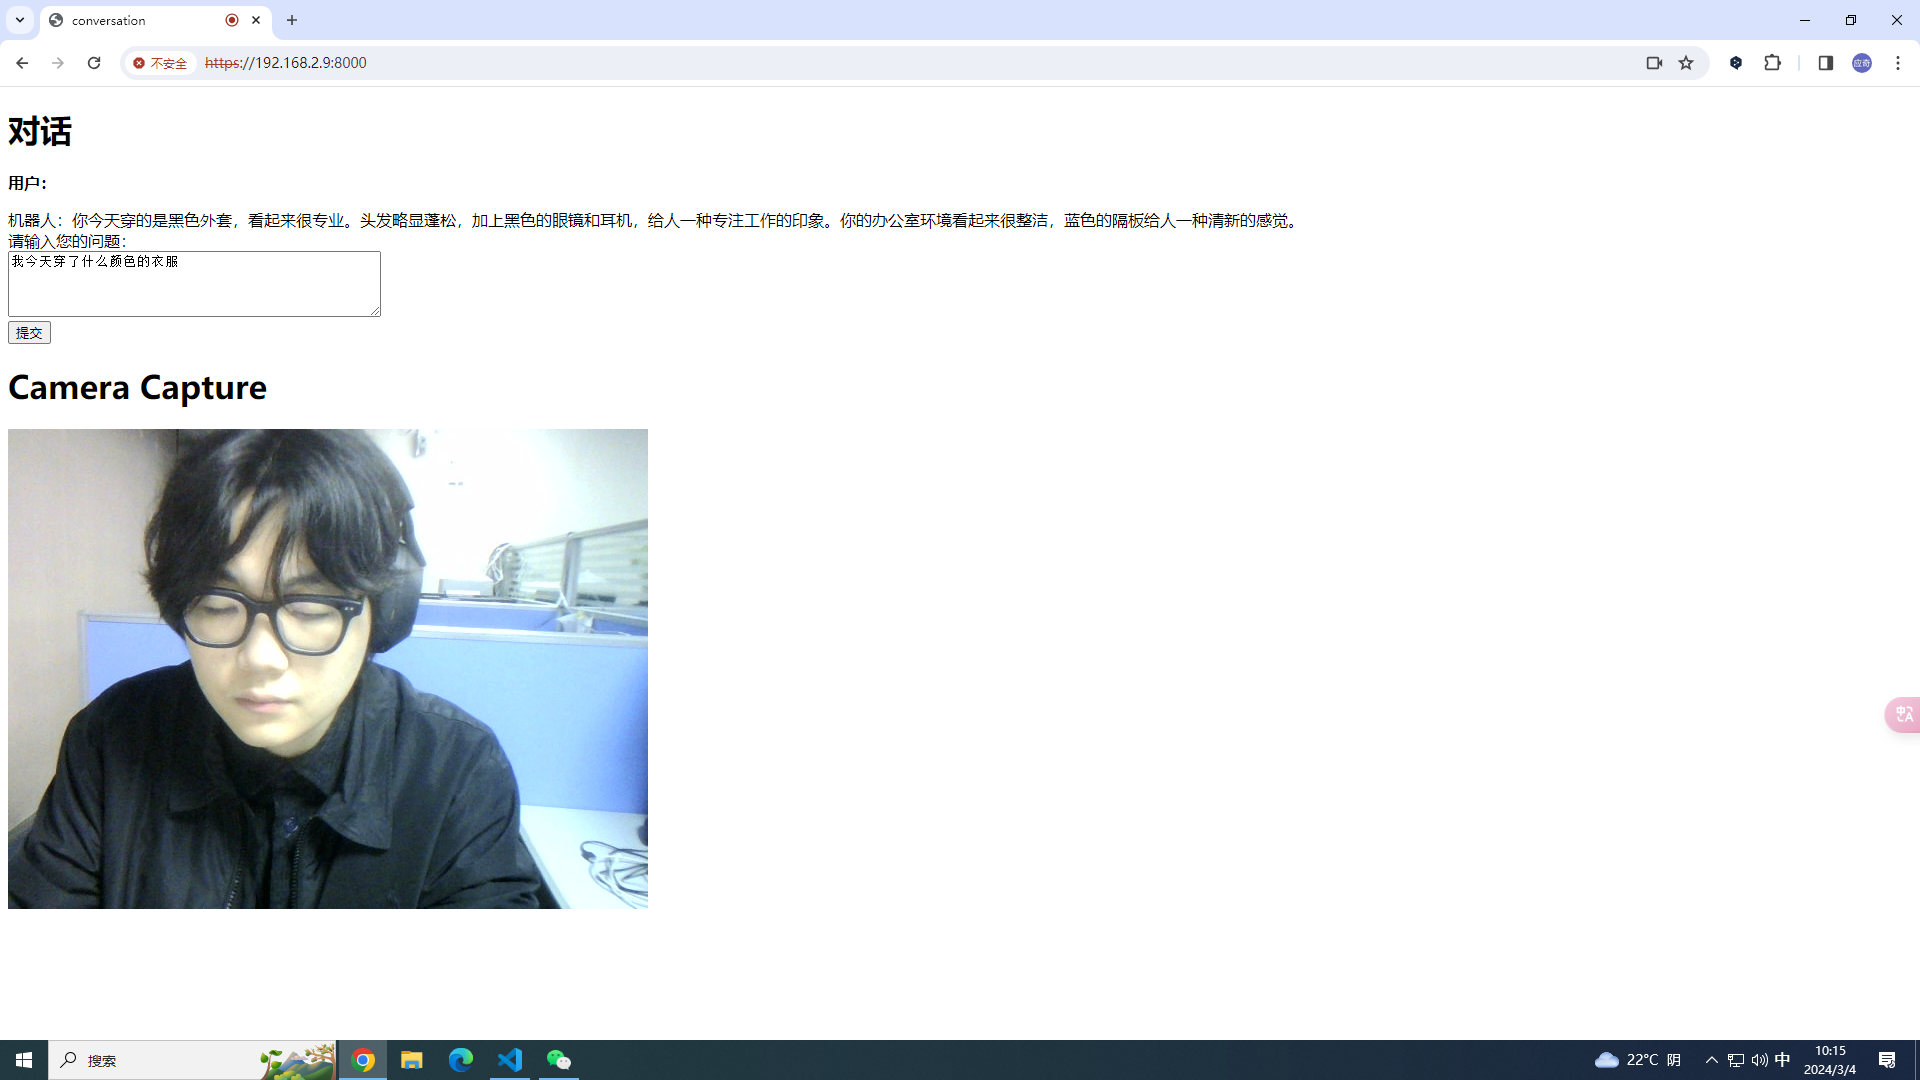 conversation
不安全
https://192.168.2.9:8000
应奇
对话
用户：
机器人：你今天穿的是黑色外套，看起来很专业。头发略显蓬松，加上黑色的眼镜和耳机，给人一种专注工作的印象。你的办公室环境看起来很整洁，蓝色的隔板给人一种清新的感觉。
请输入您的问题：
我今天穿了什么颜色的衣服
提交
Camera Capture
中A
搜索
22°C 阴
中
10:15
2024/3/4